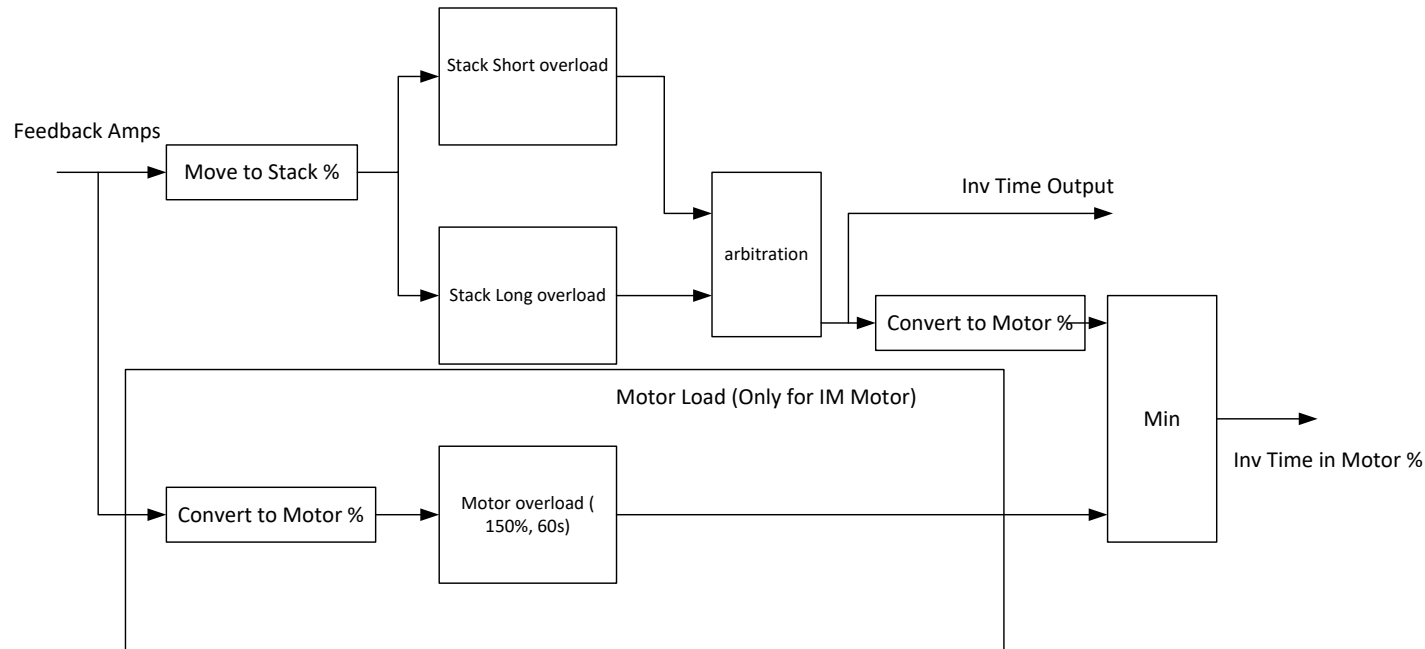 Stack Short overload
Feedback Amps
Move to Stack %
Inv Time Output
arbitration
Stack Long overload
Convert to Motor %
Motor Load (Only for IM Motor)
Min
Inv Time in Motor %
Convert to Motor %
Motor overload (
150%, 60s)